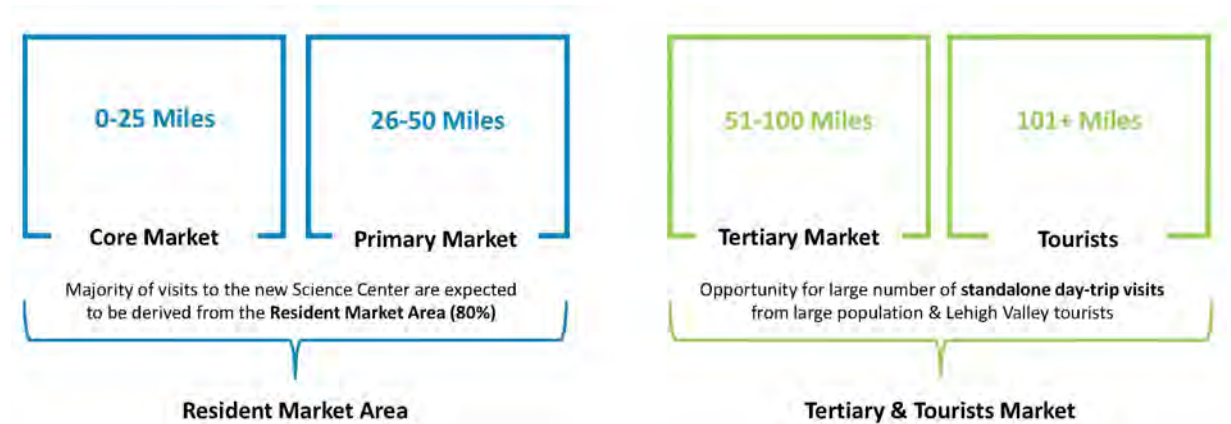 0-25 Miles
26-50 Miles
51-100 Miles
101+ Miles
Core Market
Primary Market
Tertiary Market
Tourists
Majority of visits to the new Science Center are expected
to be derived from the Resident Market Area (80%)
Opportunity for large number of standalone day-trip visits
from large population & Lehigh Valley tourists
Resident Market Area
Tertiary & Tourists Market